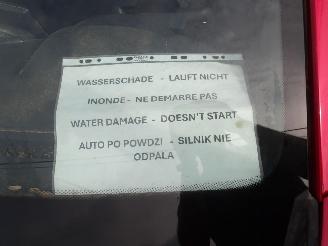 WASSERSCHADE - LAUFT NICHT
INONDE - NE DEMARRE PAS
WATER DAMAGE - DOESN'T START
AUTO PO POWDZI - SILNIK NIE
ODPALA